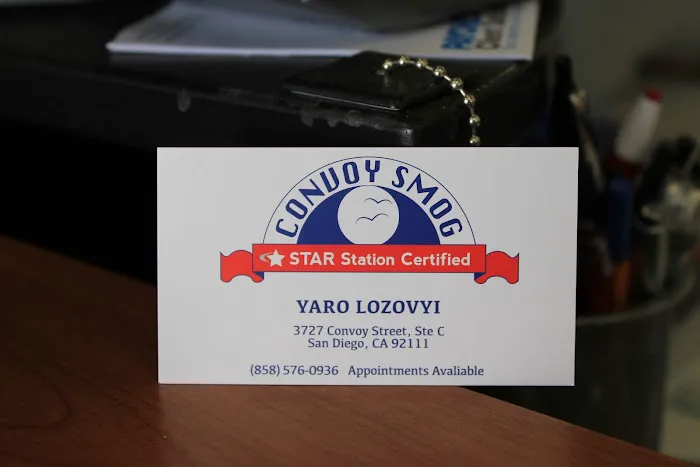 CONVOY SMOG
STAR Station Certified
YARO LOZOVYI
3727 Convoy Street, Ste C
San Diego, CA 92111
(858) 576-0936 Appointments Avaliable